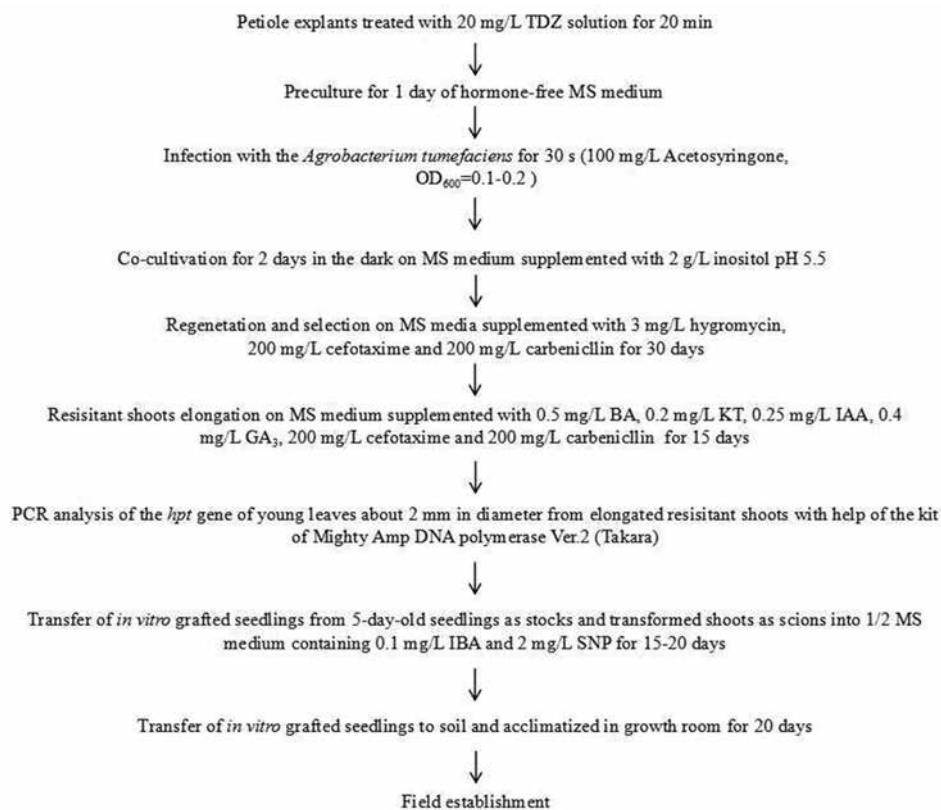 Petiole explants treated with 20 mg/L TDZ solution for 20 min
Preculture for 1 day of hormone-free MS medium
Infection with the Agrobacterium tumefaciens for 30 s (100 mg/L Acetosyringone,
OD600=0.1-0.2 )
Co-cultivation for 2 days in the dark on MS medium supplemented with 2 g/L inositol pH 5.5
Regenetation and selection on MS media supplemented with 3 mg/L hygromycin,
200 mg/L cefotaxime and 200 mg/L carbenicllin for 30 days
Resisitant shoots elongation on MS medium supplemented with 0.5 mg/L BA, 0.2 mg/L KT, 0.25 mg/L IAA, 0.4
mg/L GA3, 200 mg/L cefotaxime and 200 mg/L carbenicllin for 15 days
PCR analysis of the hpt gene of young leaves about 2 mm in diameter from elongated resisitant shoots with help of the kit
of Mighty Amp DNA polymerase Ver.2 (Takara)
Transfer of in vitro grafted seedlings from 5-day-old seedlings as stocks and transformed shoots as scions into 1/2 MS
medium containing 0.1 mg/L IBA and 2 mg/L SNP for 15-20 days
Transfer of in vitro grafted seedlings to soil and acclimatized in growth room for 20 days
Field establishment